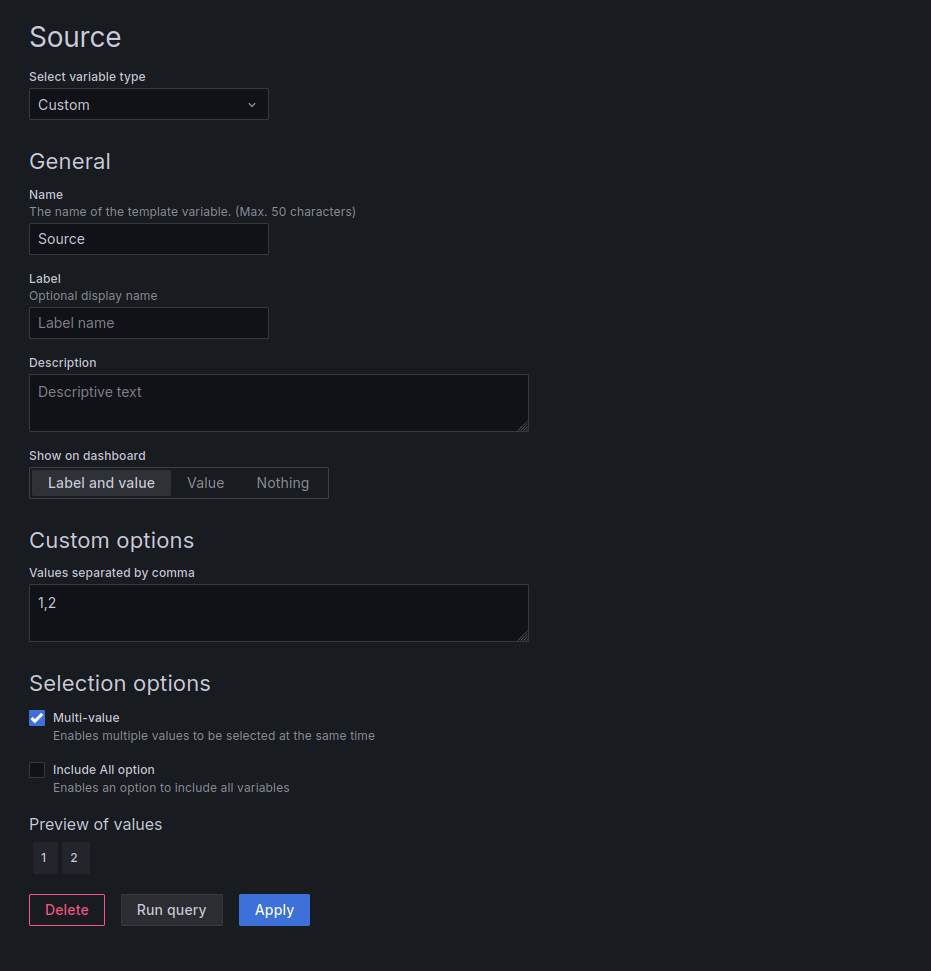 Source
Select variable type
Custom
General
Name
The name of the template variable. (Max. 50 characters)
Source
Label
Optional display name
Label name
Description
Descriptive text
Show on dashboard
Label and value Value Nothing
Custom options
Values separated by comma
1,2
Selection options
Multi-value
Enables multiple values to be selected at the same time
Include All option
Enables an option to include all variables
Preview of values
1 2
Delete Run query Apply